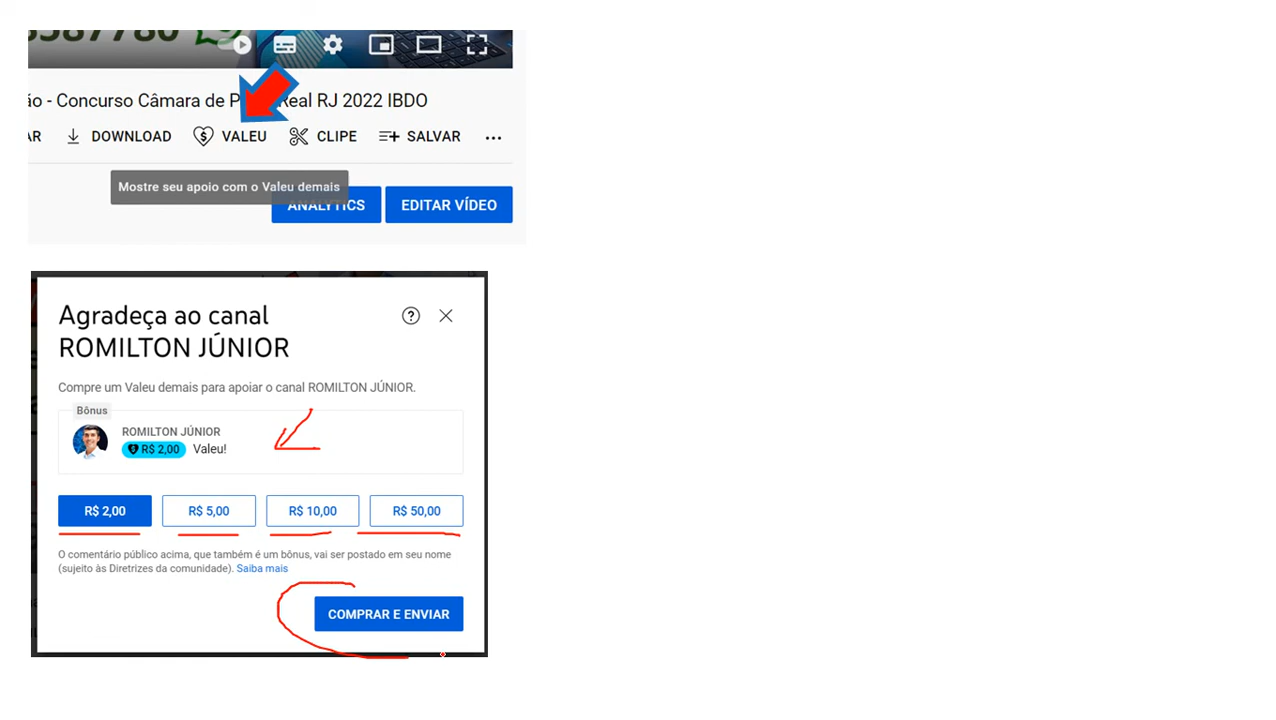 ão - Concurso Câmara de P Real RJ 2022 IBDO
AR DOWNLOAD VALEU CLIPE SALVAR ...
Mostre seu apoio com o Valeu demais
ANALYTICS EDITAR VÍDEO
Agradeça ao canal
ROMILTON JÚNIOR
Compre um Valeu demais para apoiar o canal ROMILTON JÚNIOR.
Bônus
ROMILTON JÚNIOR
R$ 2,00 Valeu!
R$ 2,00 R$ 5,00 R$ 10,00 R$ 50,00
O comentário público acima, que também é um bônus, vai ser postado em seu nome
(sujeito às Diretrizes da comunidade). Saiba mais
COMPRAR E ENVIAR